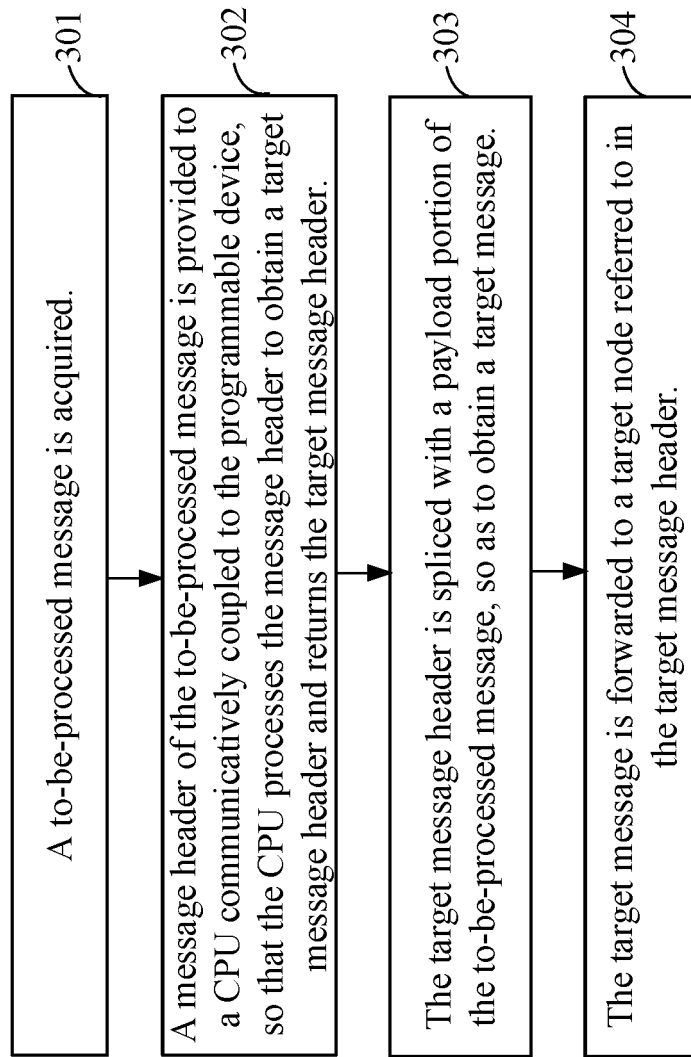 A to-be-processed message is acquired.
301
A message header of the to-be-processed message is provided to
a CPU communicatively coupled to the programmable device,
so that the CPU processes the message header to obtain a target
message header and returns the target message header.
302
The target message header is spliced with a payload portion of
the to-be-processed message, so as to obtain a target message.
303
The target message is forwarded to a target node referred to in
the target message header.
304